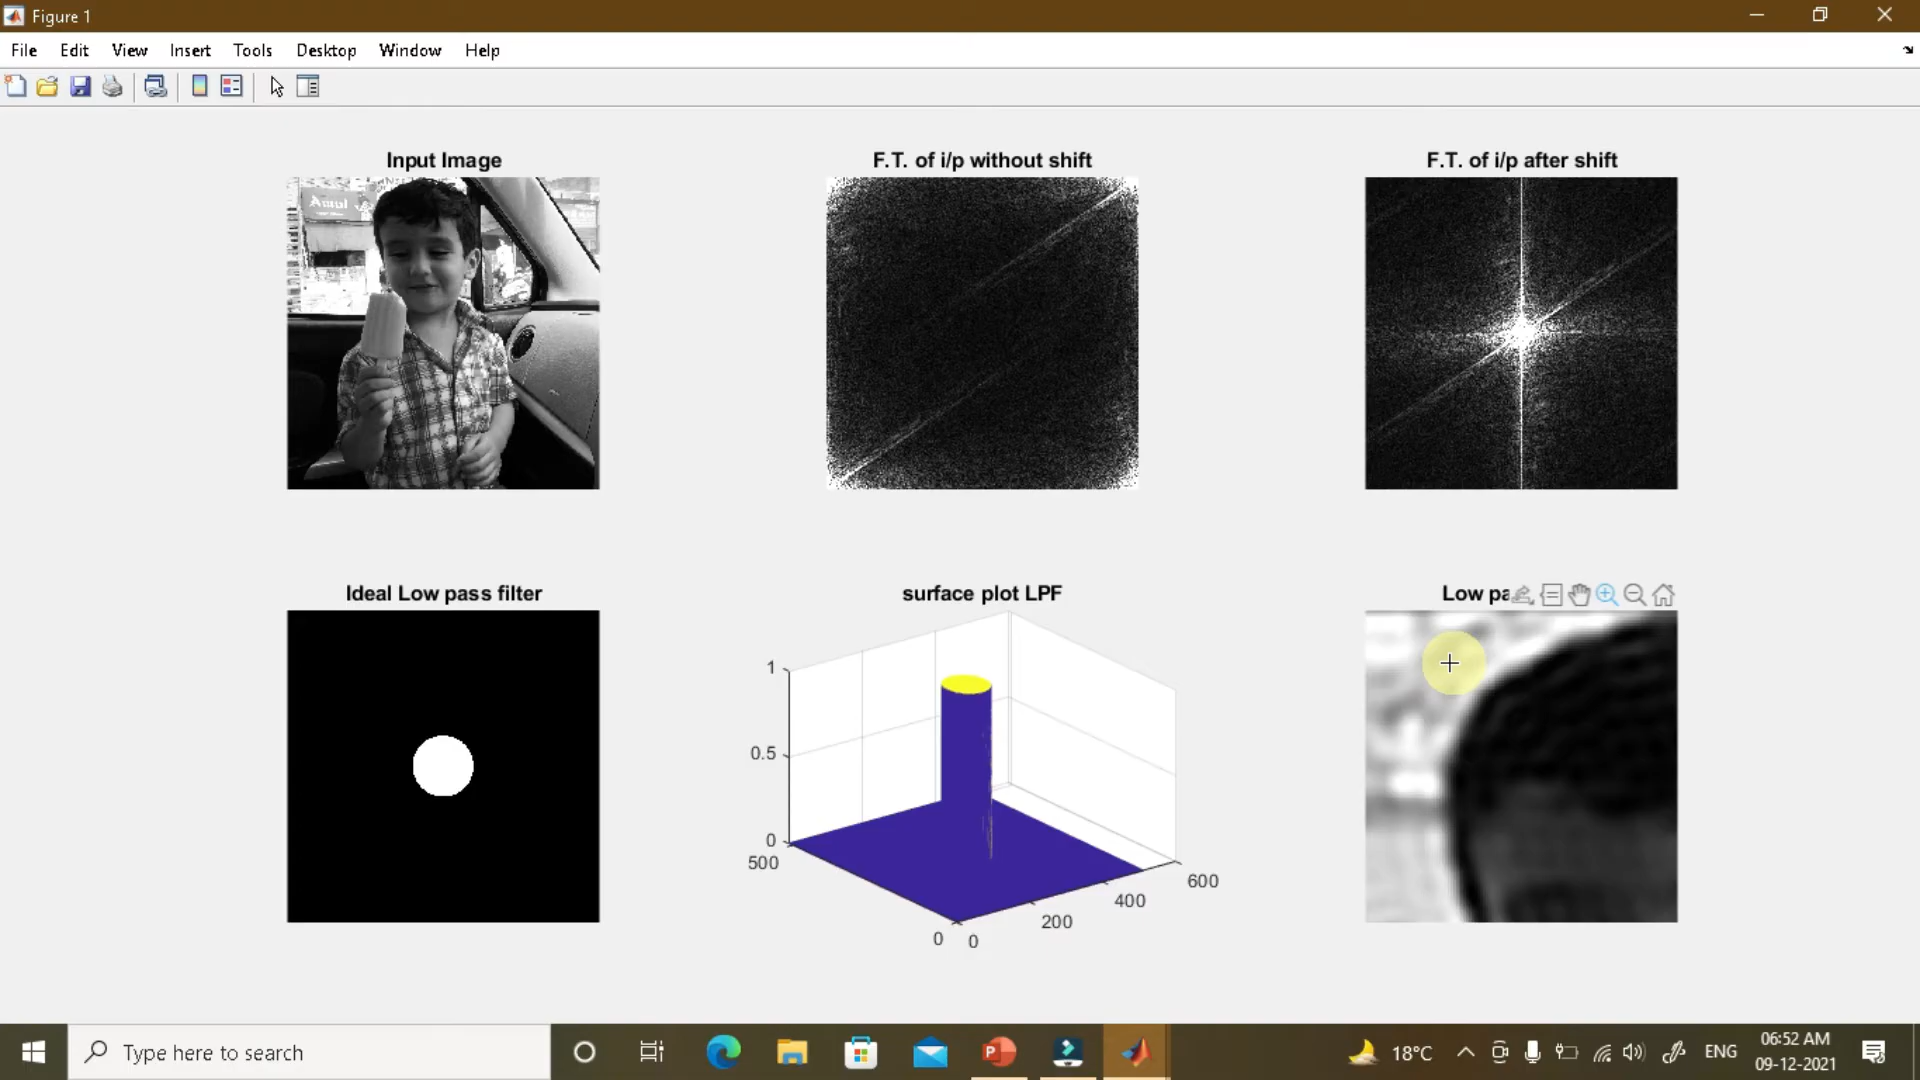 Figure 1
File Edit View Insert Tools Desktop Window Help
Input Image
F.T. of i/p without shift
F.T. of i/p after shift
Amul
Ideal Low pass filter
surface plot LPF
Low pa
1
0.5
0
500
0
0
200
400
600
Type here to search
18°C
ENG
06:52 AM
09-12-2021